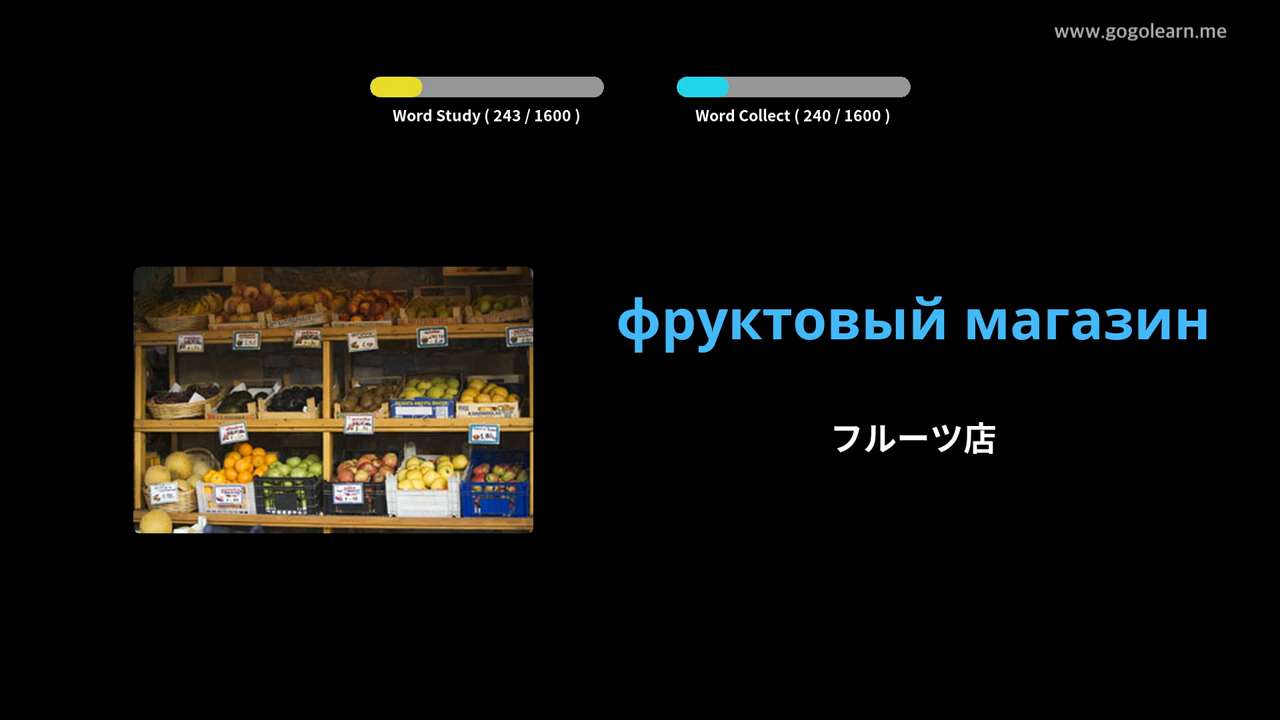 www.gogolearn.me
Word Study ( 243 / 1600 )
Word Collect ( 240 / 1600 )
фруктовый магазин
フルーツ店